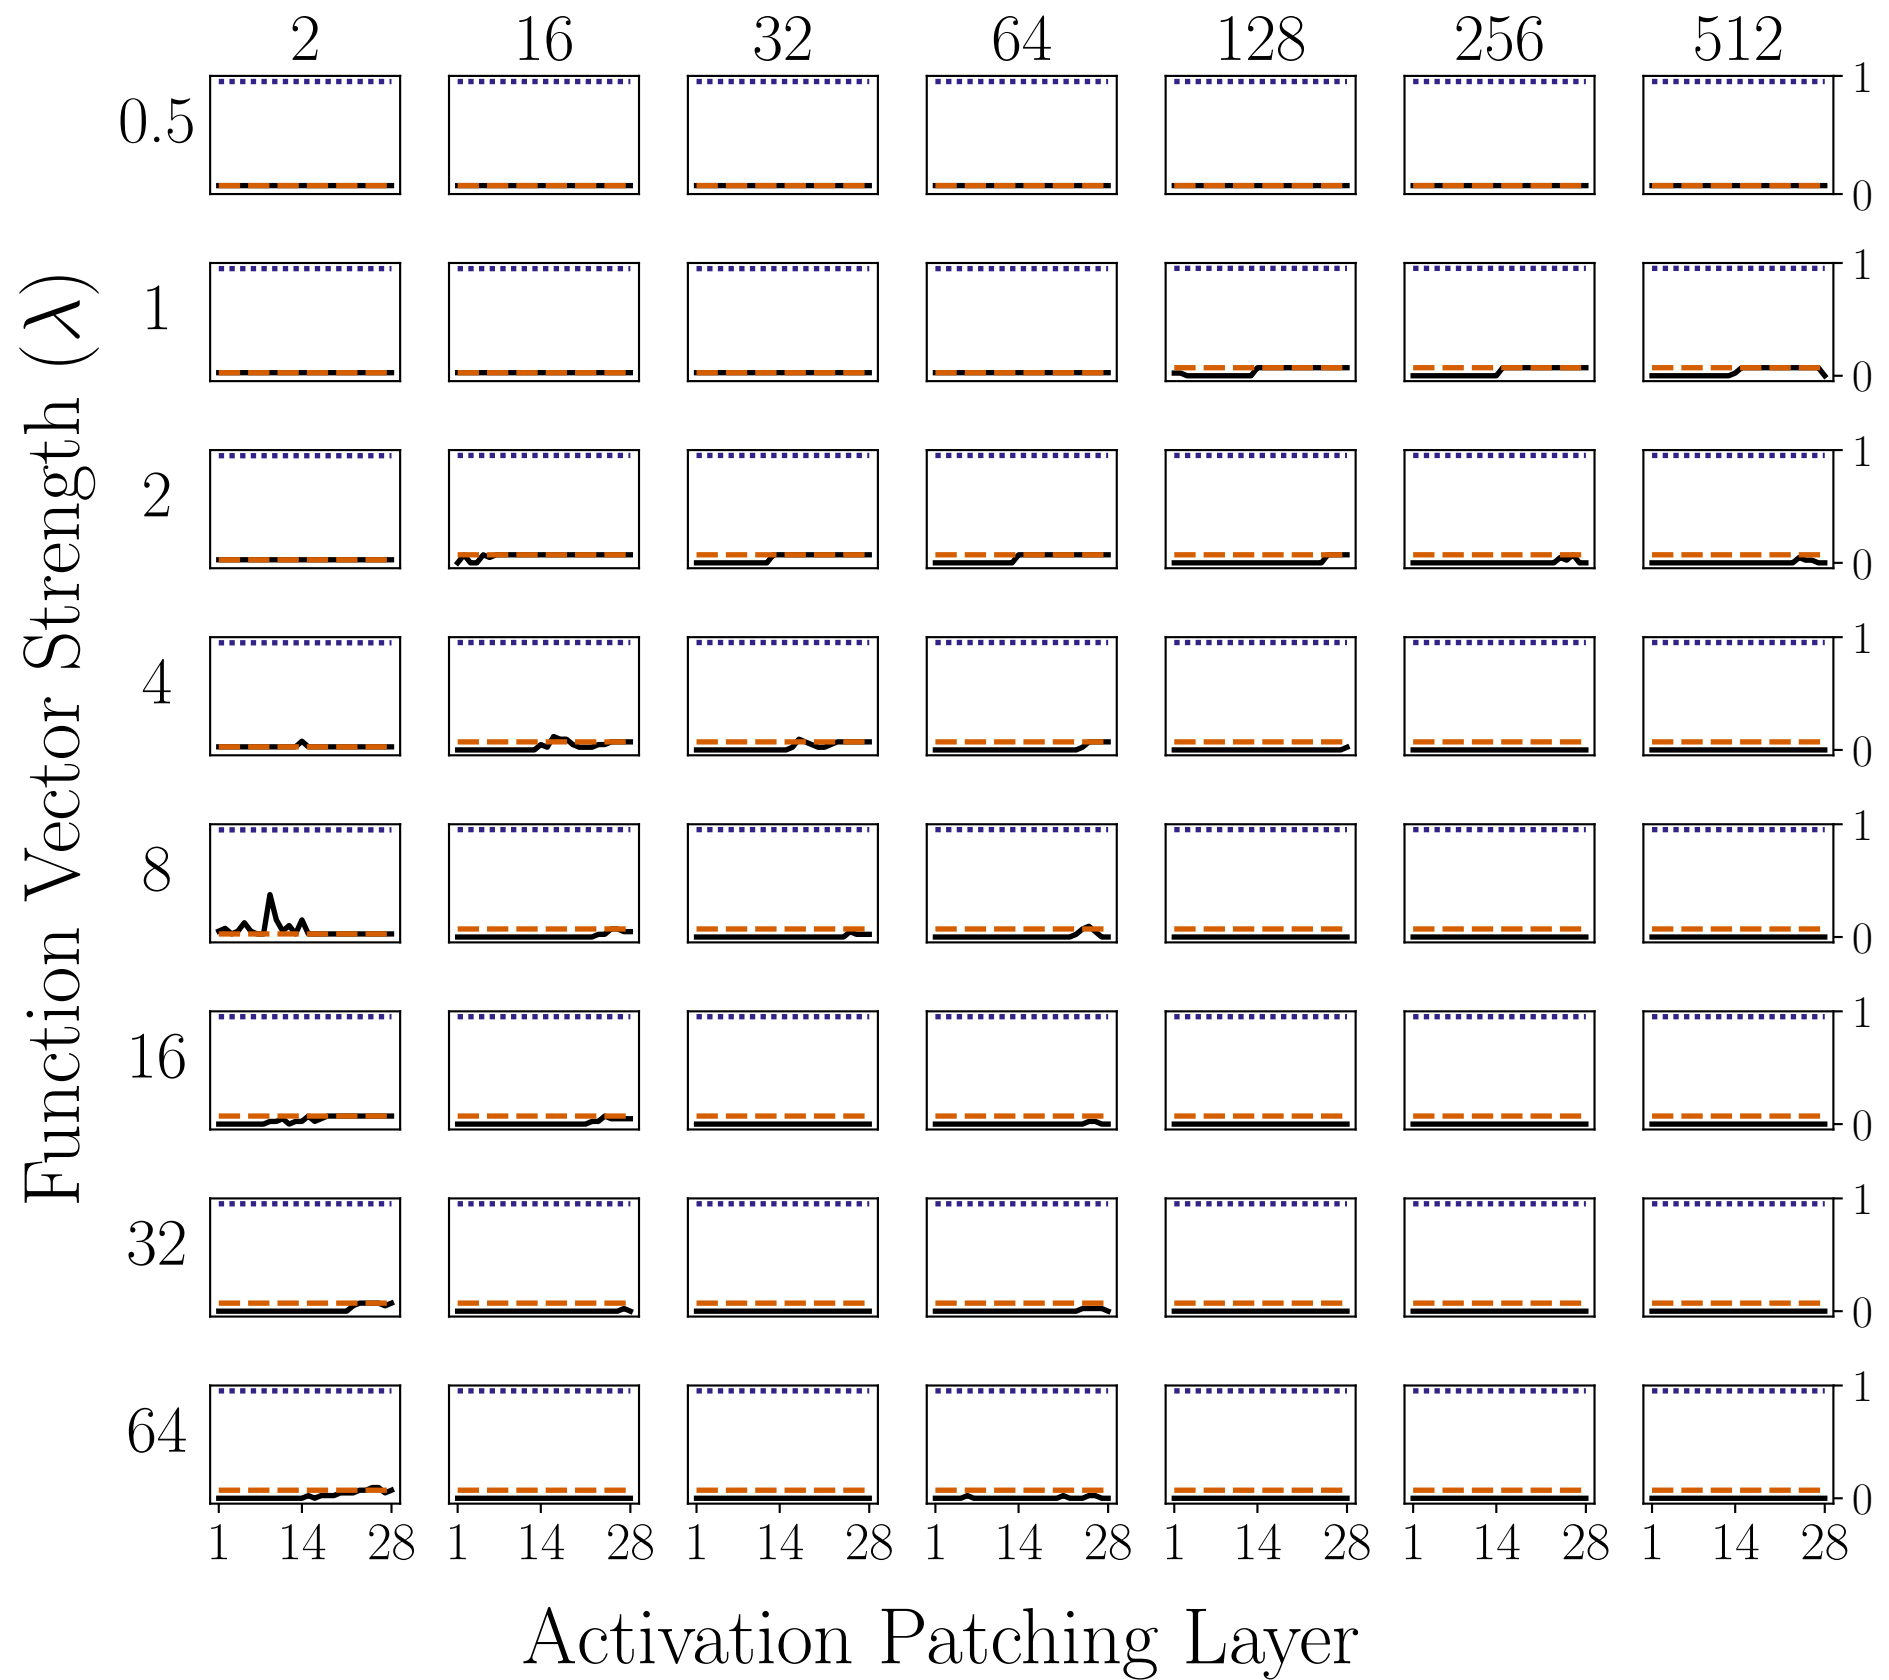 2 16 32 64 128 256 512
Function Vector Strength (λ)
0.5 1 0
1 1 0
2 1 0
4 1 0
8 1 0
16 1 0
32 1 0
64 1 0
1 14 28 1 14 28 1 14 28 1 14 28 1 14 28 1 14 28 1 14 28
Activation Patching Layer